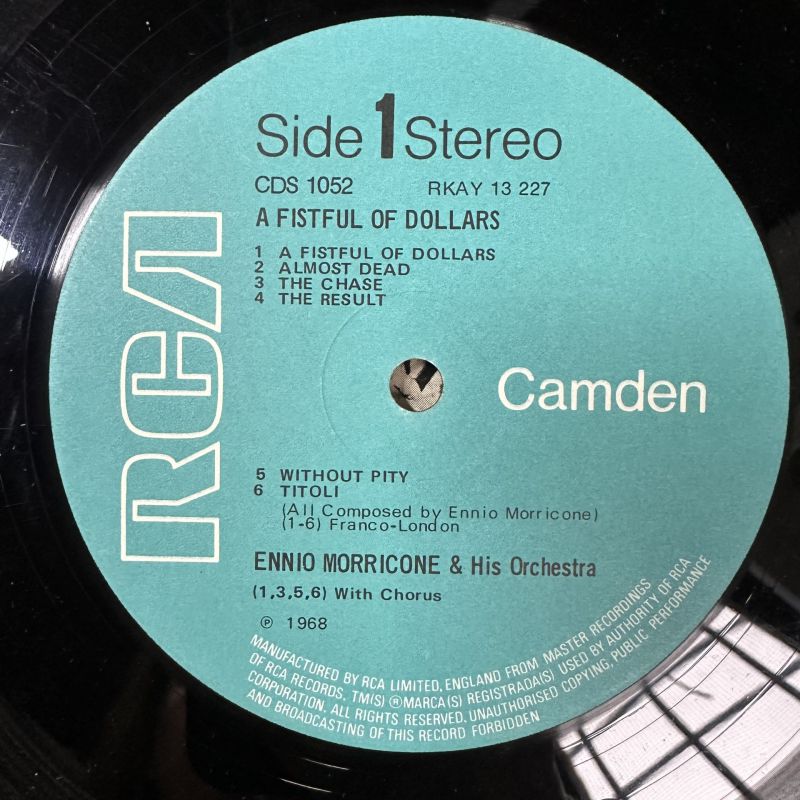 Side 1 Stereo
CDS 1052 RKAY 13 227
A FISTFUL OF DOLLARS
1 A FISTFUL OF DOLLARS
2 ALMOST DEAD
3 THE CHASE
4 THE RESULT
RCA
Camden
5 WITHOUT PITY
6 TITOLI
(All Composed by Ennio Morricone)
(1-6) Franco-London
ENNIO MORRICONE & His Orchestra
(1,3,5,6) With Chorus
℗ 1968
MANUFACTURED BY RCA LIMITED, ENGLAND FROM MASTER RECORDINGS
OF RCA RECORDS. TM(S) ® MARCA(S) REGISTRADA(S) USED BY AUTHORITY OF RCA
CORPORATION. ALL RIGHTS RESERVED. UNAUTHORISED COPYING, PUBLIC PERFORMANCE
AND BROADCASTING OF THIS RECORD FORBIDDEN